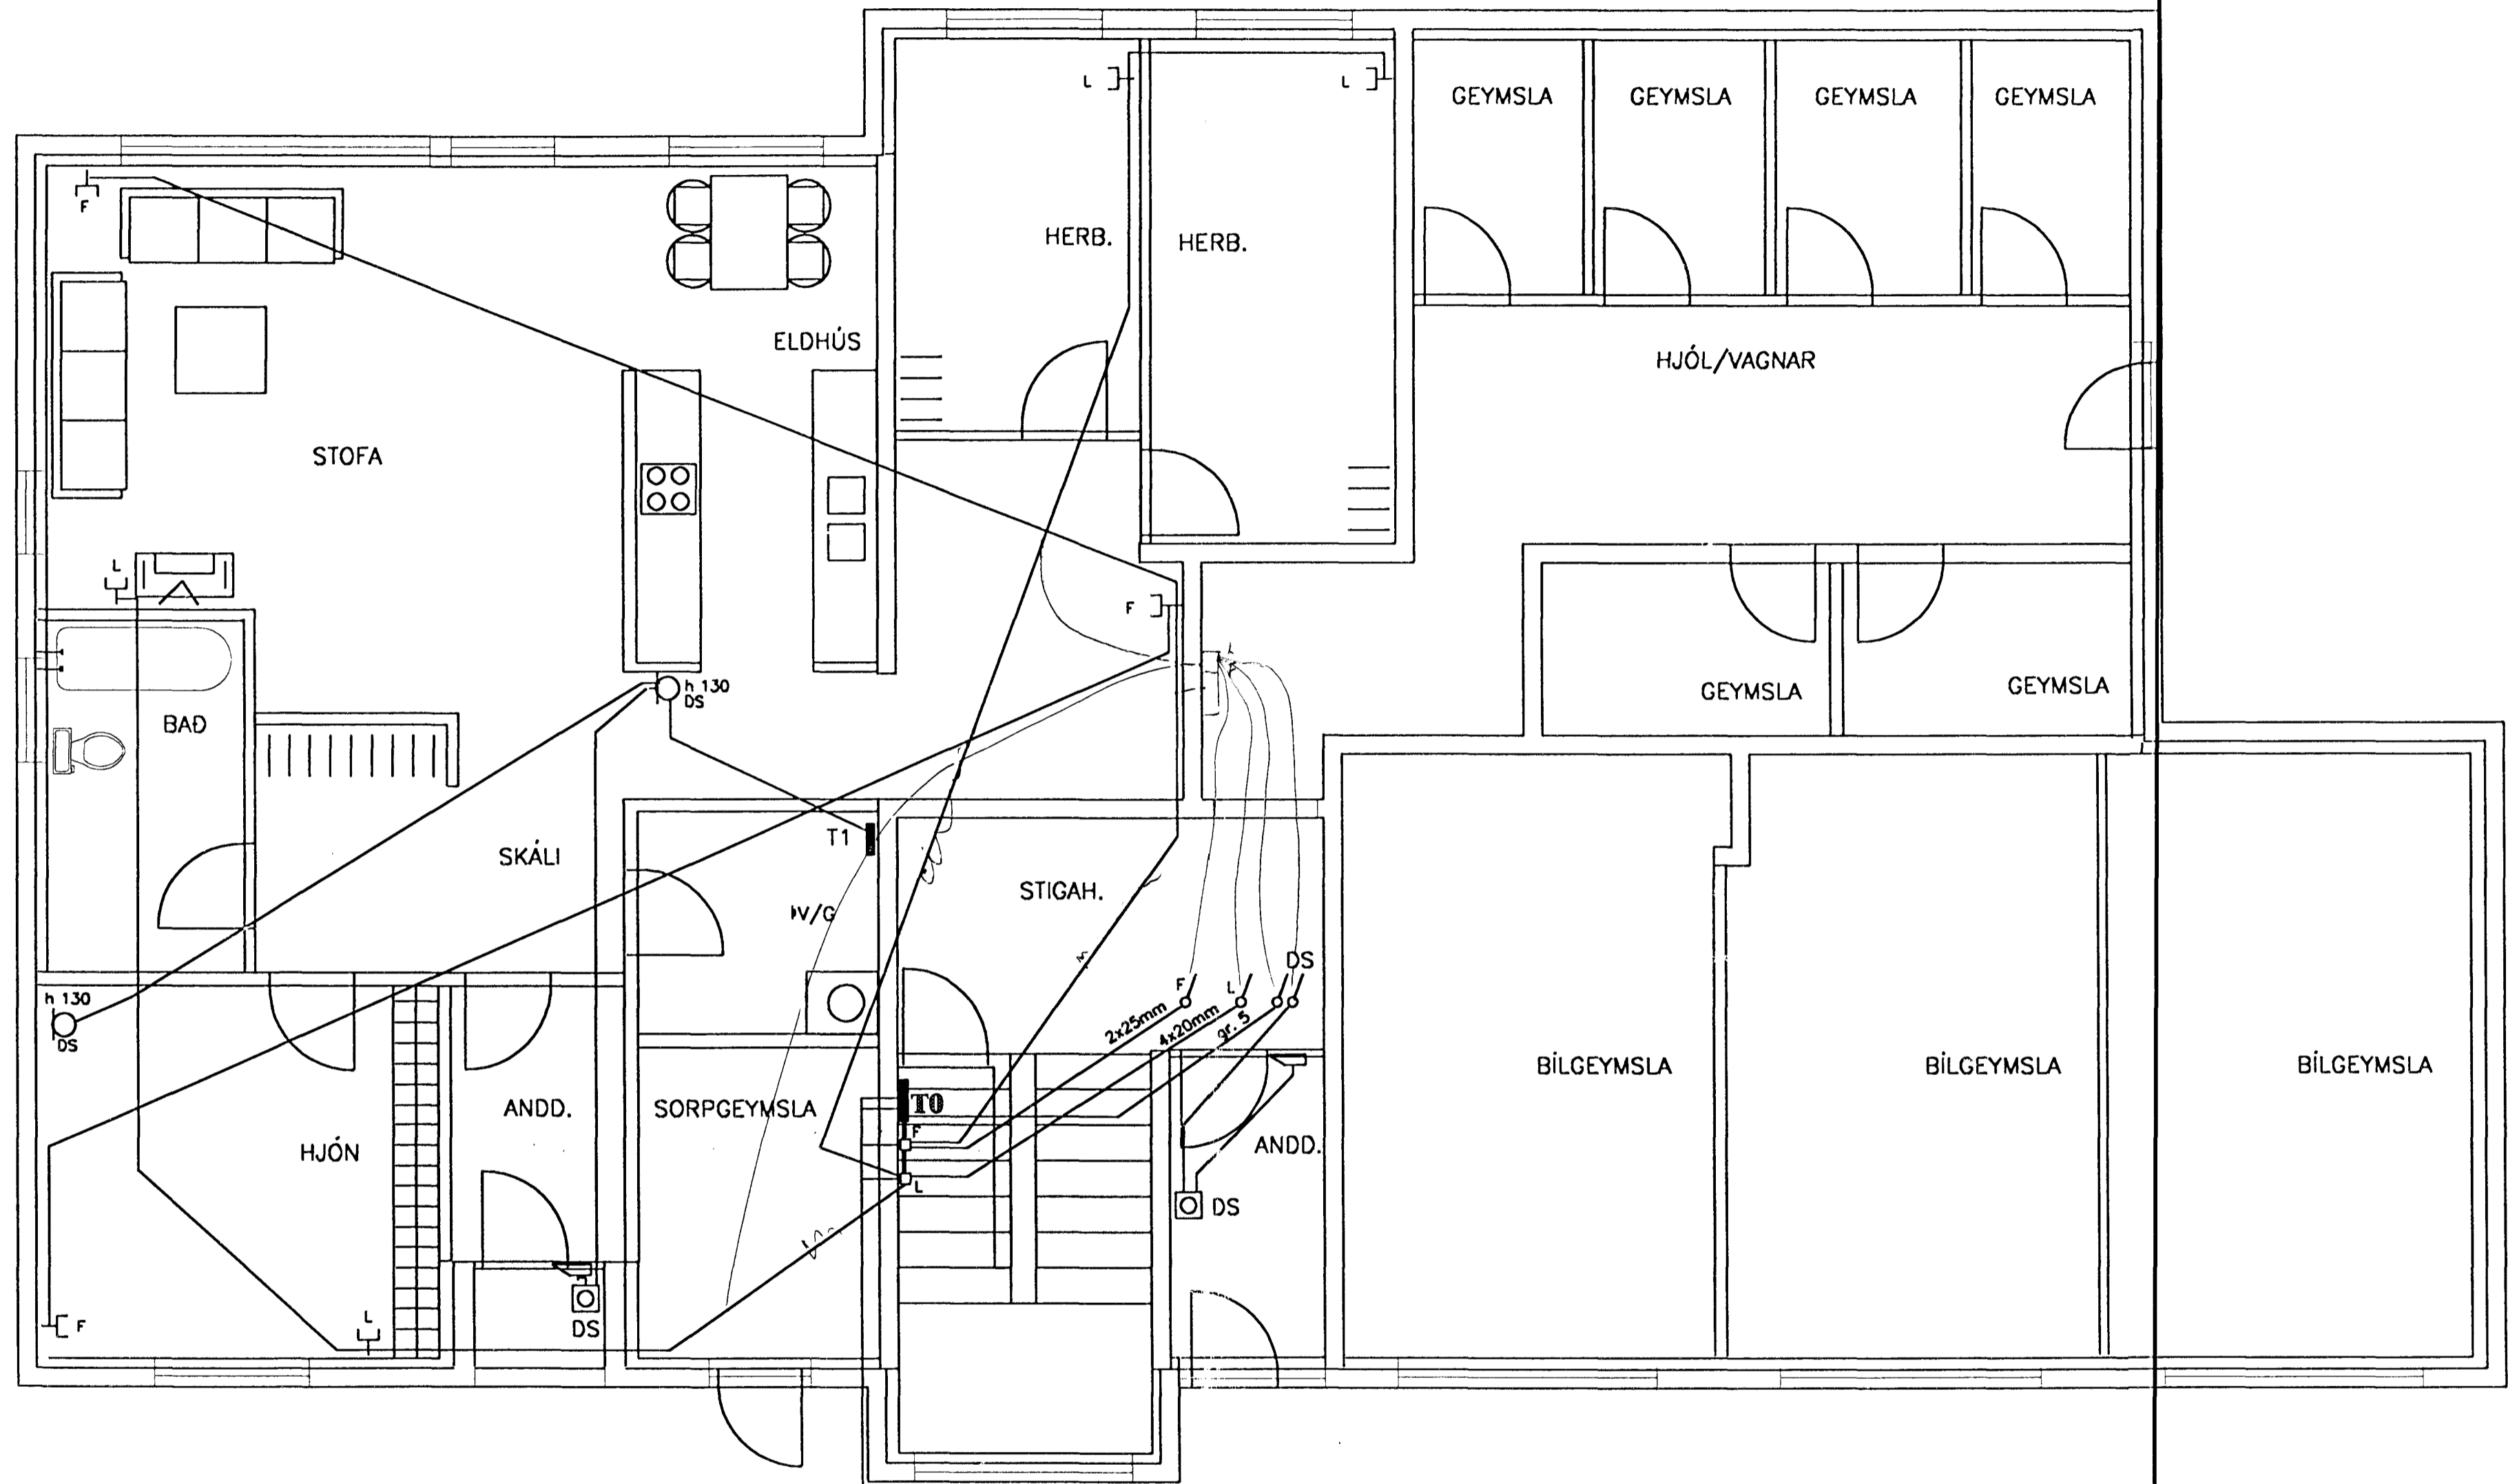 L
L
GEYMSLA
GEYMSLA
GEYMSLA
GEYMSLA
F
HERB.
HERB.
ELDHÚS
HJÓL/VAGNAR
STOFA
L
F
GEYMSLA
GEYMSLA
h 130
DS
BAÐ
T1
SKÁLI
STIGAH.
ÞV/G
DS
F
L
h 130
DS
2x25mm
4x20mm
gr. 5
BÍLGEYMSLA
BÍLGEYMSLA
BÍLGEYMSLA
ANDD.
SORPGEYMSLA
T0
F
HJÓN
ANDD.
L
DS
F
L
DS